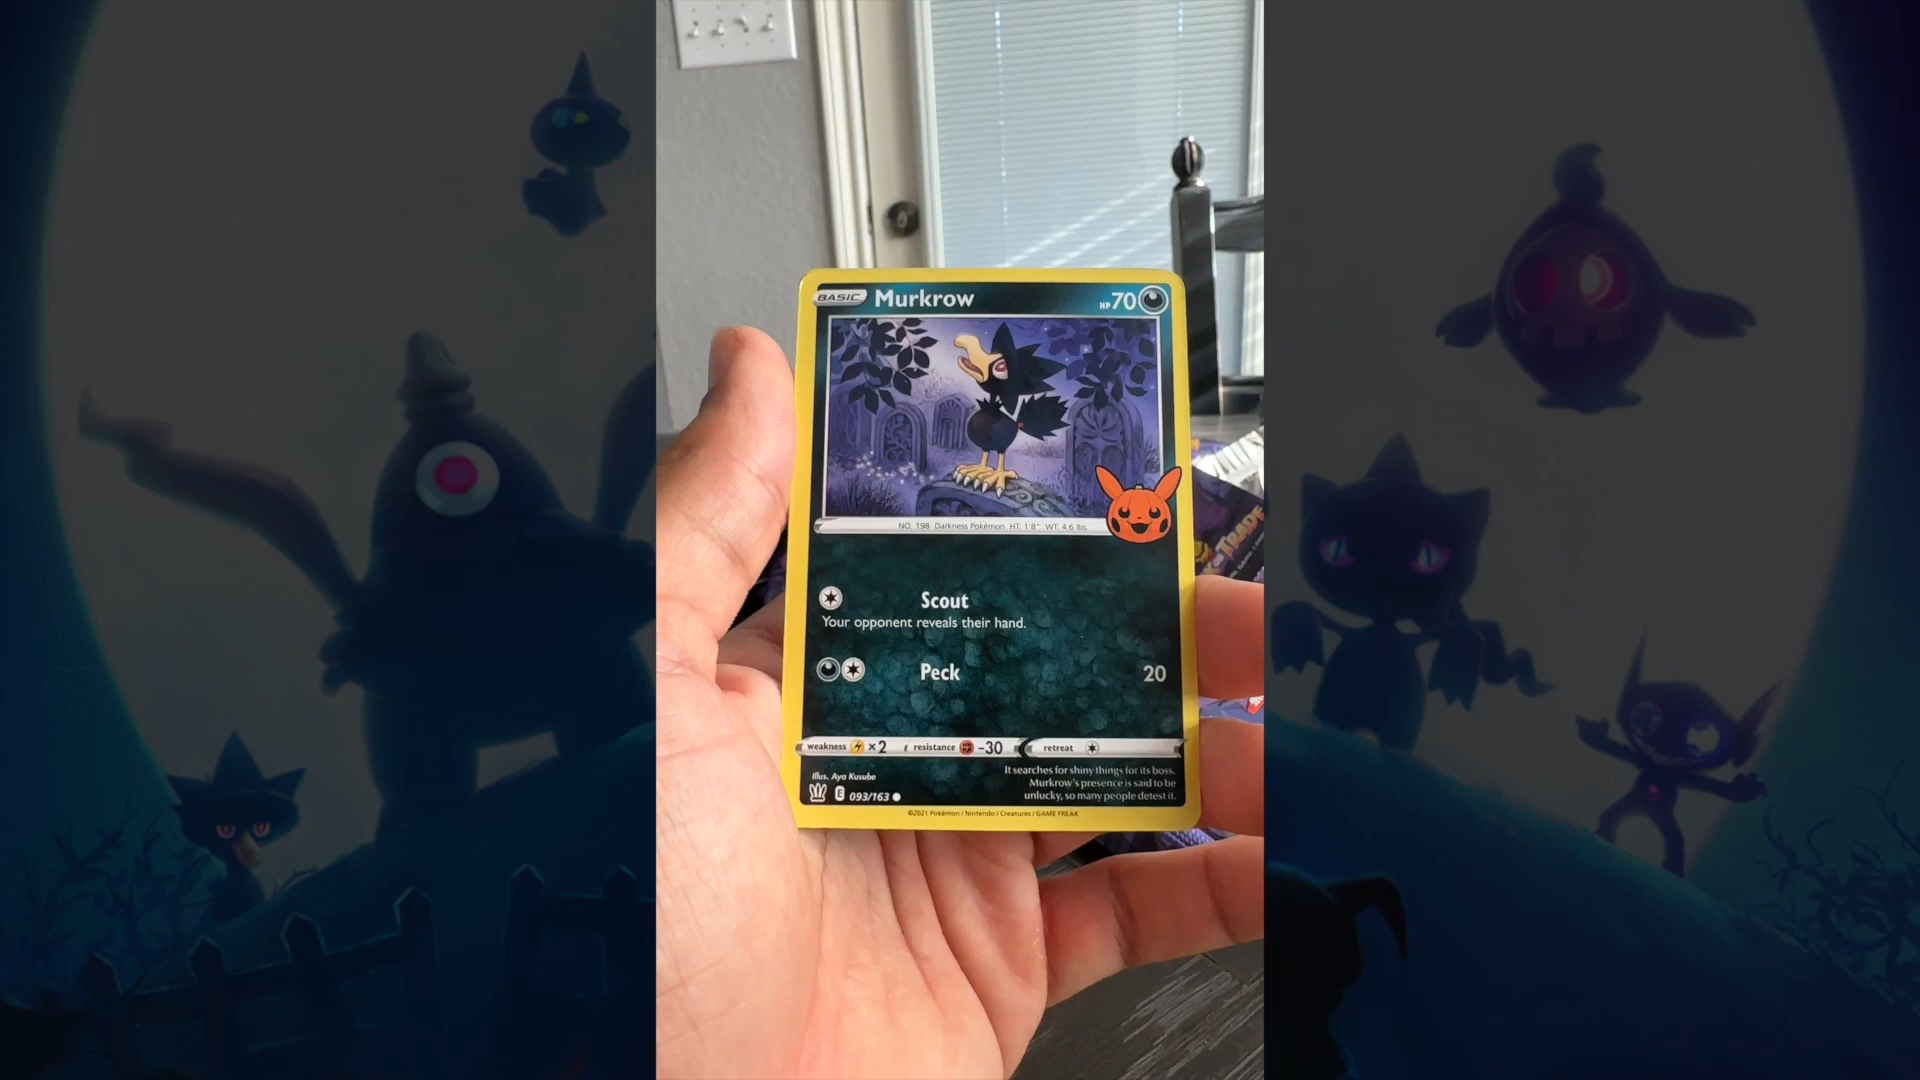 BASIC Murkrow HP 70
NO. 198 Darkness Pokémon HT: 1'8" WT: 4.6 lbs.
Scout
Your opponent reveals their hand.
Peck 20
weakness ×2 resistance -30 retreat
Illus. Aya Kusube
It searches for shiny things for its boss.
Murkrow's presence is said to be
unlucky, so many people detest it.
E 093/163
©2021 Pokémon / Nintendo / Creatures / GAME FREAK
TRADE